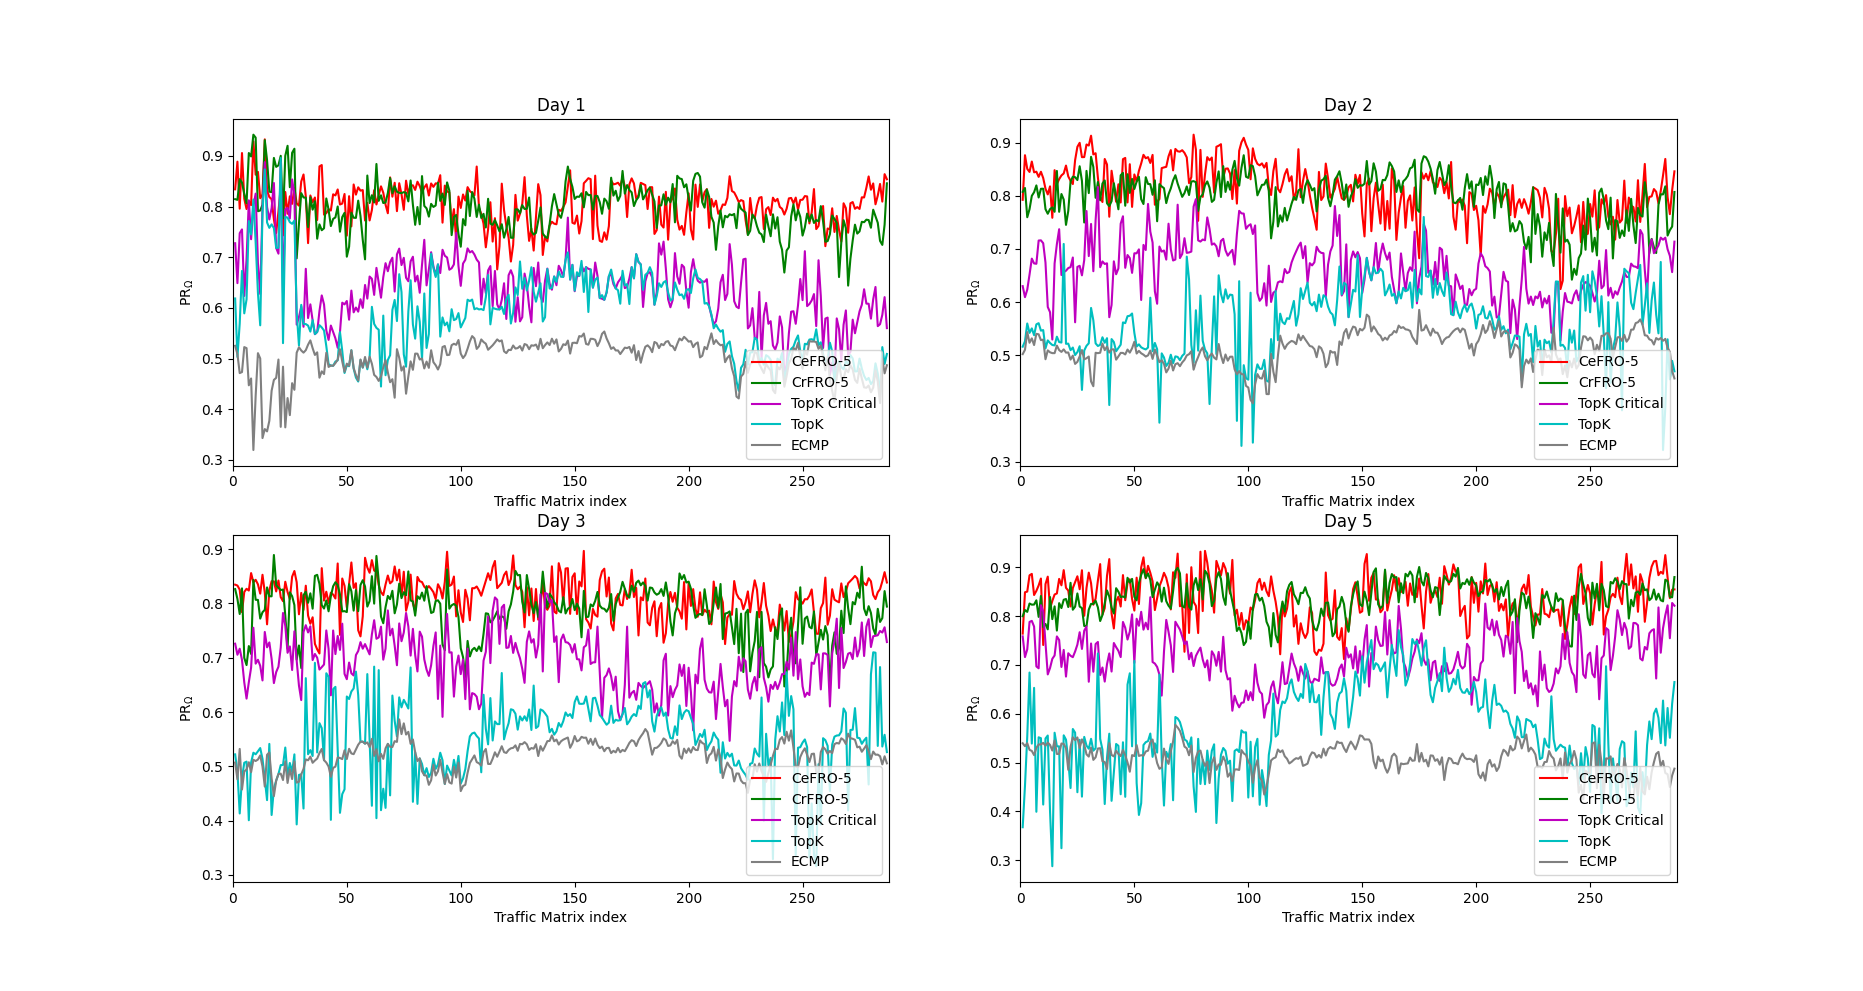 Day 1
PR_Ω
0.9
0.8
0.7
0.6
0.5
0.4
0.3
0 50 100 150 200 250
Traffic Matrix index
CeFRO-5
CrFRO-5
TopK Critical
TopK
ECMP
Day 2
PR_Ω
0.9
0.8
0.7
0.6
0.5
0.4
0.3
0 50 100 150 200 250
Traffic Matrix index
CeFRO-5
CrFRO-5
TopK Critical
TopK
ECMP
Day 3
PR_Ω
0.9
0.8
0.7
0.6
0.5
0.4
0.3
0 50 100 150 200 250
Traffic Matrix index
CeFRO-5
CrFRO-5
TopK Critical
TopK
ECMP
Day 5
PR_Ω
0.9
0.8
0.7
0.6
0.5
0.4
0.3
0 50 100 150 200 250
Traffic Matrix index
CeFRO-5
CrFRO-5
TopK Critical
TopK
ECMP